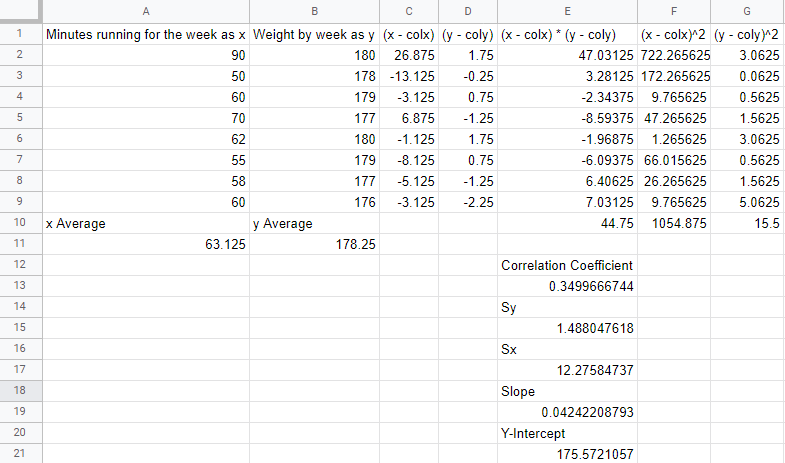 A B C D E F G
1 Minutes running for the week as x Weight by week as y (x - colx) (y - coly) (x - colx) * (y - coly) (x - colx)^2 (y - coly)^2
2 90 180 26.875 1.75 47.03125 722.265625 3.0625
3 50 178 -13.125 -0.25 3.28125 172.265625 0.0625
4 60 179 -3.125 0.75 -2.34375 9.765625 0.5625
5 70 177 6.875 -1.25 -8.59375 47.265625 1.5625
6 62 180 -1.125 1.75 -1.96875 1.265625 3.0625
7 55 179 -8.125 0.75 -6.09375 66.015625 0.5625
8 58 177 -5.125 -1.25 6.40625 26.265625 1.5625
9 60 176 -3.125 -2.25 7.03125 9.765625 5.0625
10 x Average y Average 44.75 1054.875 15.5
11 63.125 178.25
12 Correlation Coefficient
13 0.3499666744
14 Sy
15 1.488047618
16 Sx
17 12.27584737
18 Slope
19 0.04242208793
20 Y-Intercept
21 175.5721057